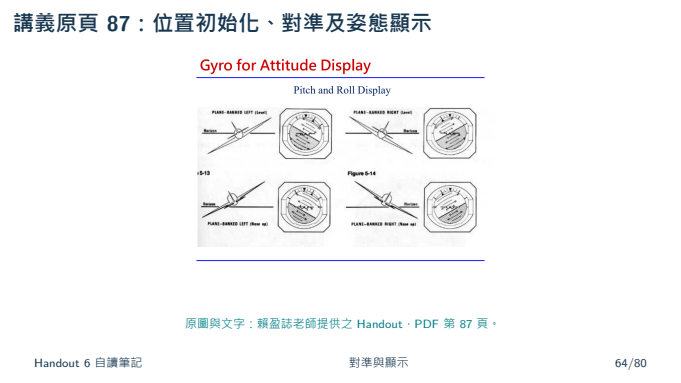 講義原頁 87：位置初始化、對準及姿態顯示
Gyro for Attitude Display
Pitch and Roll Display
PLANE-BANKED LEFT (Level)
PLANE-BANKED RIGHT (Level)
Horizon
Horizon
5-13
Figure 5-14
Horizon
Horizon
PLANE-BANKED LEFT (Nose up)
PLANE-BANKED RIGHT (Nose up)
原圖與文字：賴盈誌老師提供之 Handout，PDF 第 87 頁。
Handout 6 自讀筆記
對準與顯示
64/80